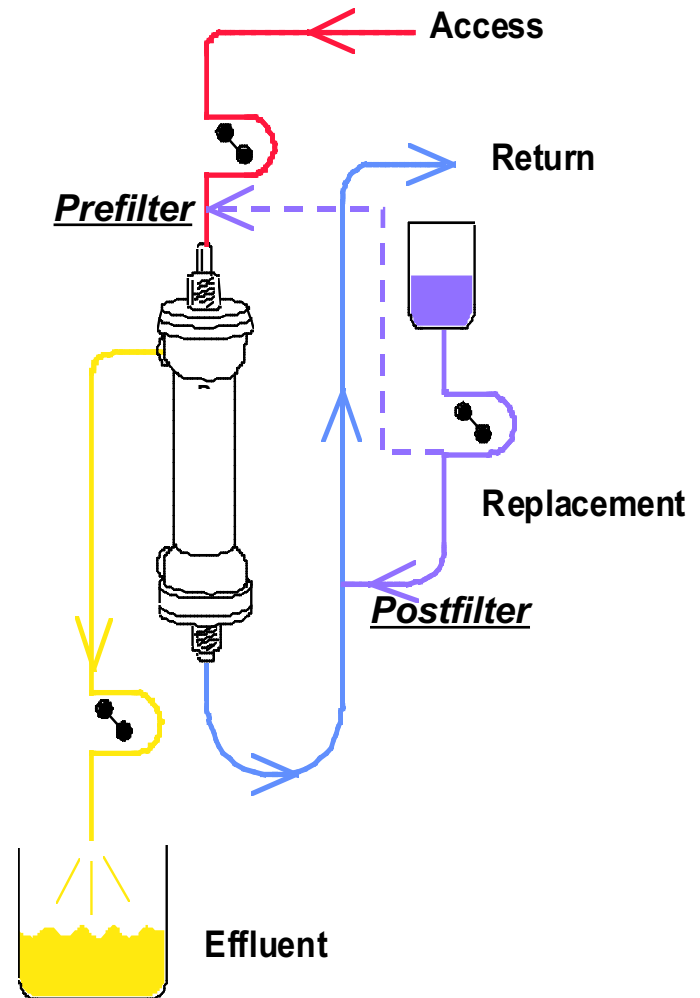 Access
Return
Prefilter
Replacement
Postfilter
Effluent